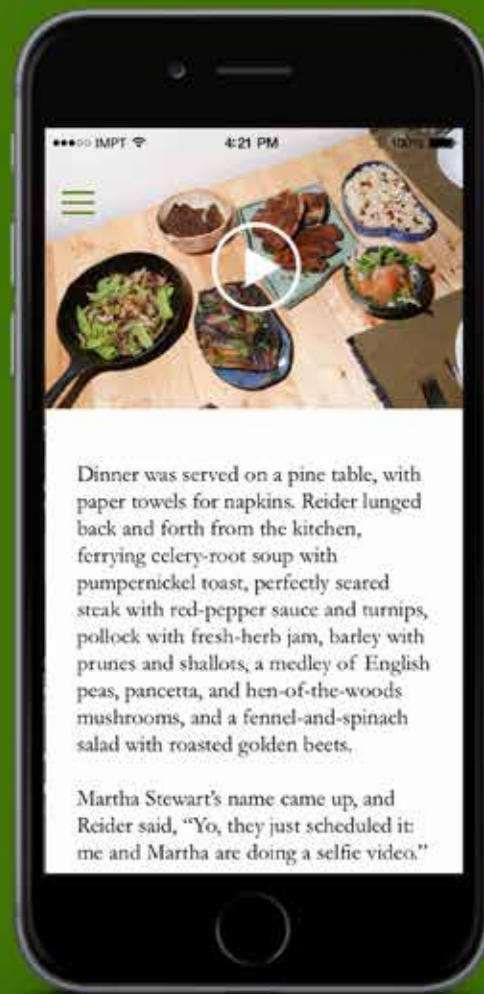 IMPT 4:21 PM 100%
Dinner was served on a pine table, with
paper towels for napkins. Reider lunged
back and forth from the kitchen,
ferrying celery-root soup with
pumpernickel toast, perfectly seared
steak with red-pepper sauce and turnips,
pollock with fresh-herb jam, barley with
prunes and shallots, a medley of English
peas, pancetta, and hen-of-the-woods
mushrooms, and a fennel-and-spinach
salad with roasted golden beets.
Martha Stewart’s name came up, and
Reider said, “Yo, they just scheduled it:
me and Martha are doing a selfie video.”